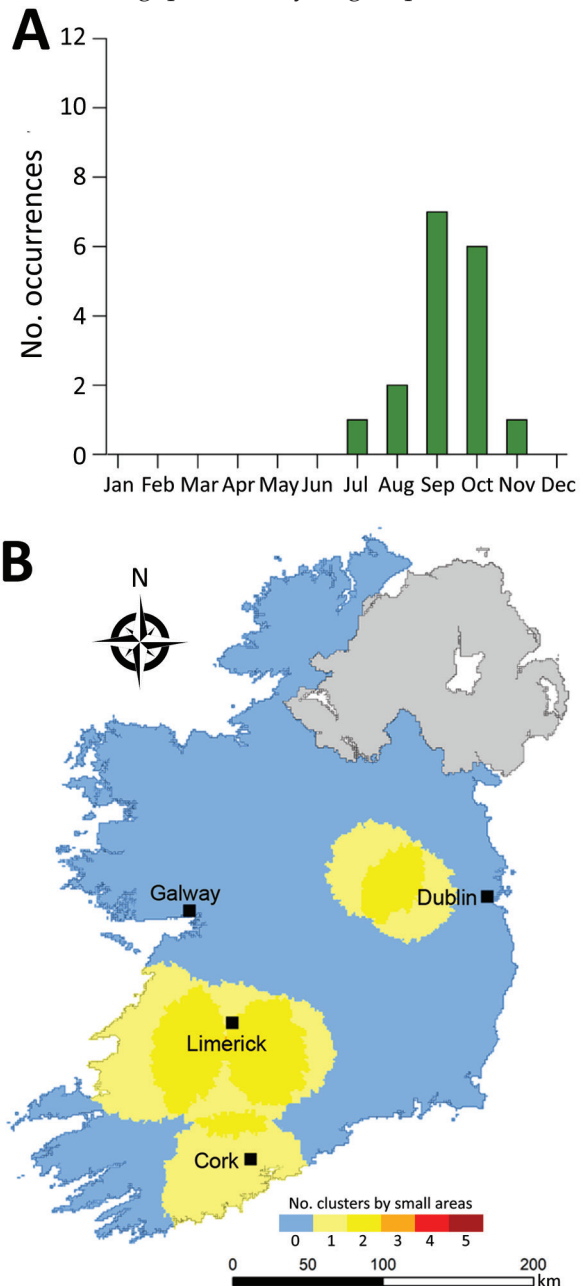 A
12
10
8
6
4
2
0
No. occurrences
Jan Feb Mar Apr May Jun Jul Aug Sep Oct Nov Dec
B
N
Galway
Dublin
Limerick
Cork
No. clusters by small areas
0 1 2 3 4 5
0 50 100 200
km